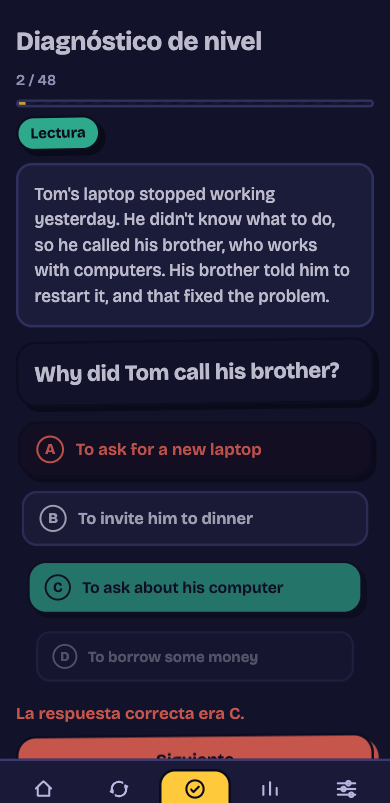 Diagnóstico de nivel
2 / 48
Lectura
Tom's laptop stopped working
yesterday. He didn't know what to do,
so he called his brother, who works
with computers. His brother told him to
restart it, and that fixed the problem.
Why did Tom call his brother?
A To ask for a new laptop
B To invite him to dinner
C To ask about his computer
D To borrow some money
La respuesta correcta era C.
Siguiente